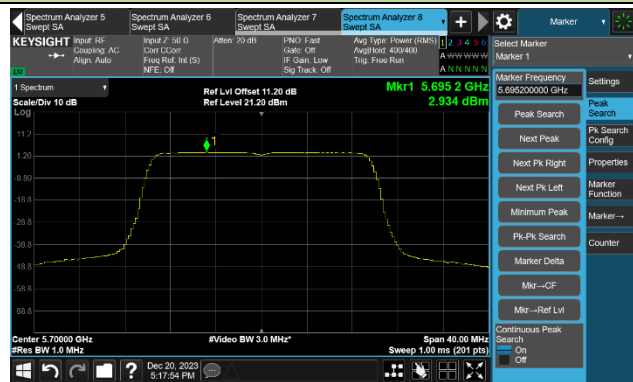 Spectrum Analyzer 5
Swept SA
Spectrum Analyzer 6
Swept SA
Spectrum Analyzer 7
Swept SA
Spectrum Analyzer 8
Swept SA
Marker
KEYSIGHT
Input: RF
Coupling: AC
Align: Auto
Input Z: 50 Ω
Corr CCorr
Freq Ref: Int (S)
NFE: Off
Atten: 20 dB
PNO: Fast
Gate: Off
IF Gain: Low
Sig Track: Off
Avg Type: Power (RMS)
Avg|Hold: 400/400
Trig: Free Run
1 2 3 4 5 6
A W W W W W
A N N N N N
LU
Select Marker
Marker 1
1 Spectrum
Scale/Div 10 dB
Log
Ref Lvl Offset 11.20 dB
Ref Level 21.20 dBm
Mkr1 5.695 2 GHz
2.934 dBm
1
11.2
1.20
-8.80
-18.8
-28.8
-38.8
-48.8
-58.8
-68.8
Center 5.70000 GHz
#Res BW 1.0 MHz
#Video BW 3.0 MHz*
Span 40.00 MHz
Sweep 1.00 ms (201 pts)
Marker Frequency
5.695200000 GHz
Peak Search
Next Peak
Next Pk Right
Next Pk Left
Minimum Peak
Pk-Pk Search
Marker Delta
Mkr→CF
Mkr→Ref Lvl
Continuous Peak
Search
On
Off
Settings
Peak
Search
Pk Search
Config
Properties
Marker
Function
Marker→
Counter
Dec 20, 2023
5:17:54 PM